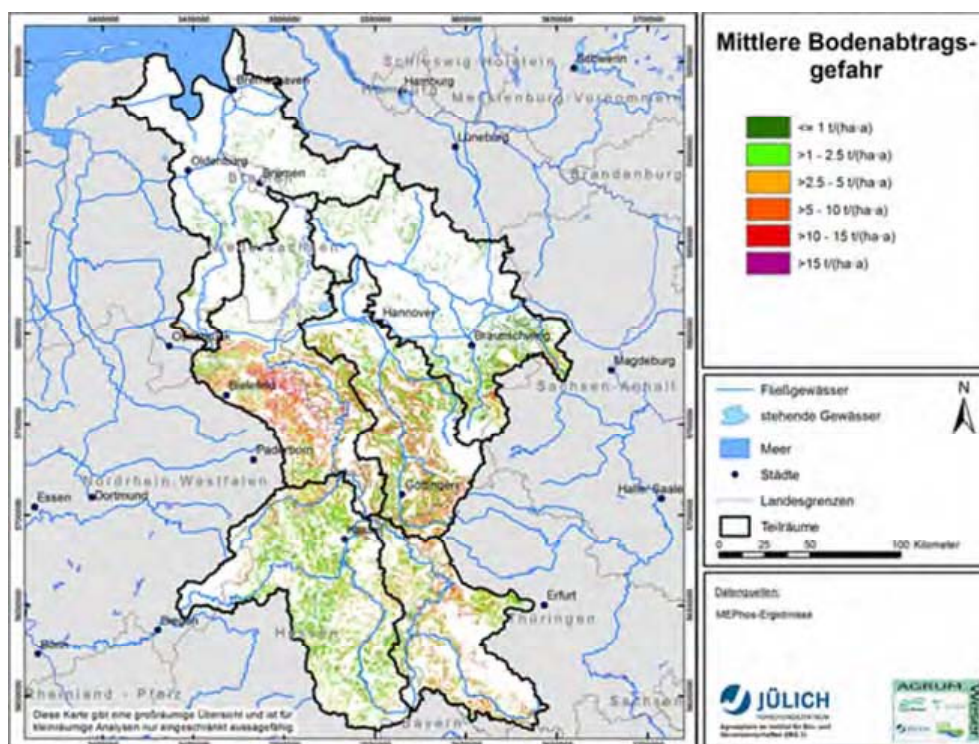 Mittlere Bodenabtrags-
gefahr
<= 1 t/(ha·a)
>1 - 2.5 t/(ha·a)
>2.5 - 5 t/(ha·a)
>5 - 10 t/(ha·a)
>10 - 15 t/(ha·a)
>15 t/(ha·a)
Fließgewässer
stehende Gewässer
Meer
Städte
Landesgrenzen
Teilräume
N
0 25 50 100 Kilometer
Datenquellen:
MEPhos-Ergebnisse
JÜLICH
FORSCHUNGSZENTRUM
AGRUM
Schleswig-Holstein
Schwerin
Hamburg
Mecklenburg-Vorpommern
Bremerhaven
Lüneburg
Oldenburg
Bremen
Brandenburg
Niedersachsen
Hannover
Braunschweig
Magdeburg
Sachsen-Anhalt
Bielefeld
Paderborn
Nordrhein-Westfalen
Göttingen
Halle/Saale
Essen
Dortmund
Erfurt
Thüringen
Siegen
Hessen
Bonn
Rheinland - Pfalz
Sachsen
Bayern
Diese Karte gibt eine großräumige Übersicht und ist für
kleinräumige Analysen nur eingeschränkt aussagefähig.